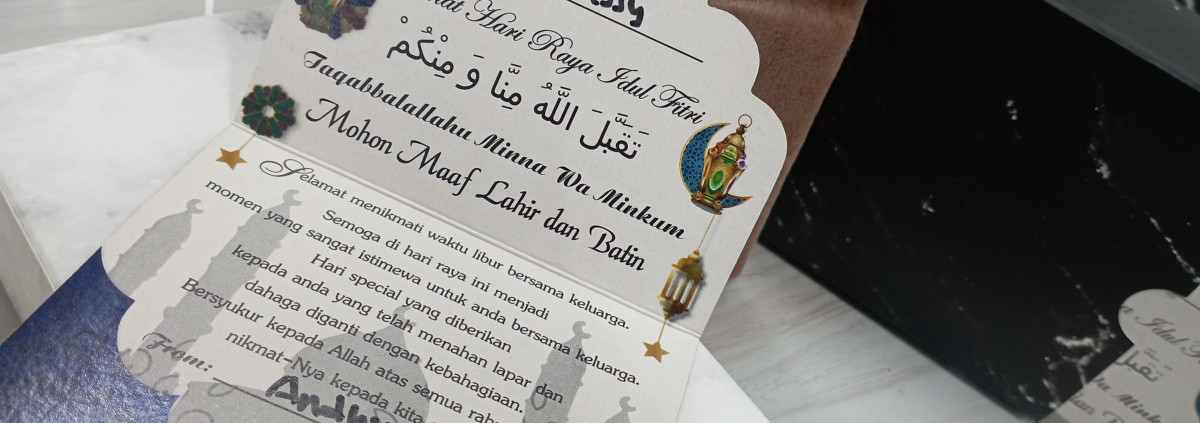 Hari Raya Idul Fitri
تَقَبَّلَ اللَّهُ مِنَّا وَ مِنْكُمْ
Taqabbalallahu Minna Wa Minkum
Mohon Maaf Lahir dan Batin
Selamat menikmati waktu libur bersama keluarga.
Semoga di hari raya ini menjadi
momen yang sangat istimewa untuk anda bersama keluarga.
Hari special yang diberikan
kepada anda yang telah menahan lapar dan
dahaga diganti dengan kebahagiaan.
Bersyukur kepada Allah atas semua
nikmat-Nya kepada kita
From: